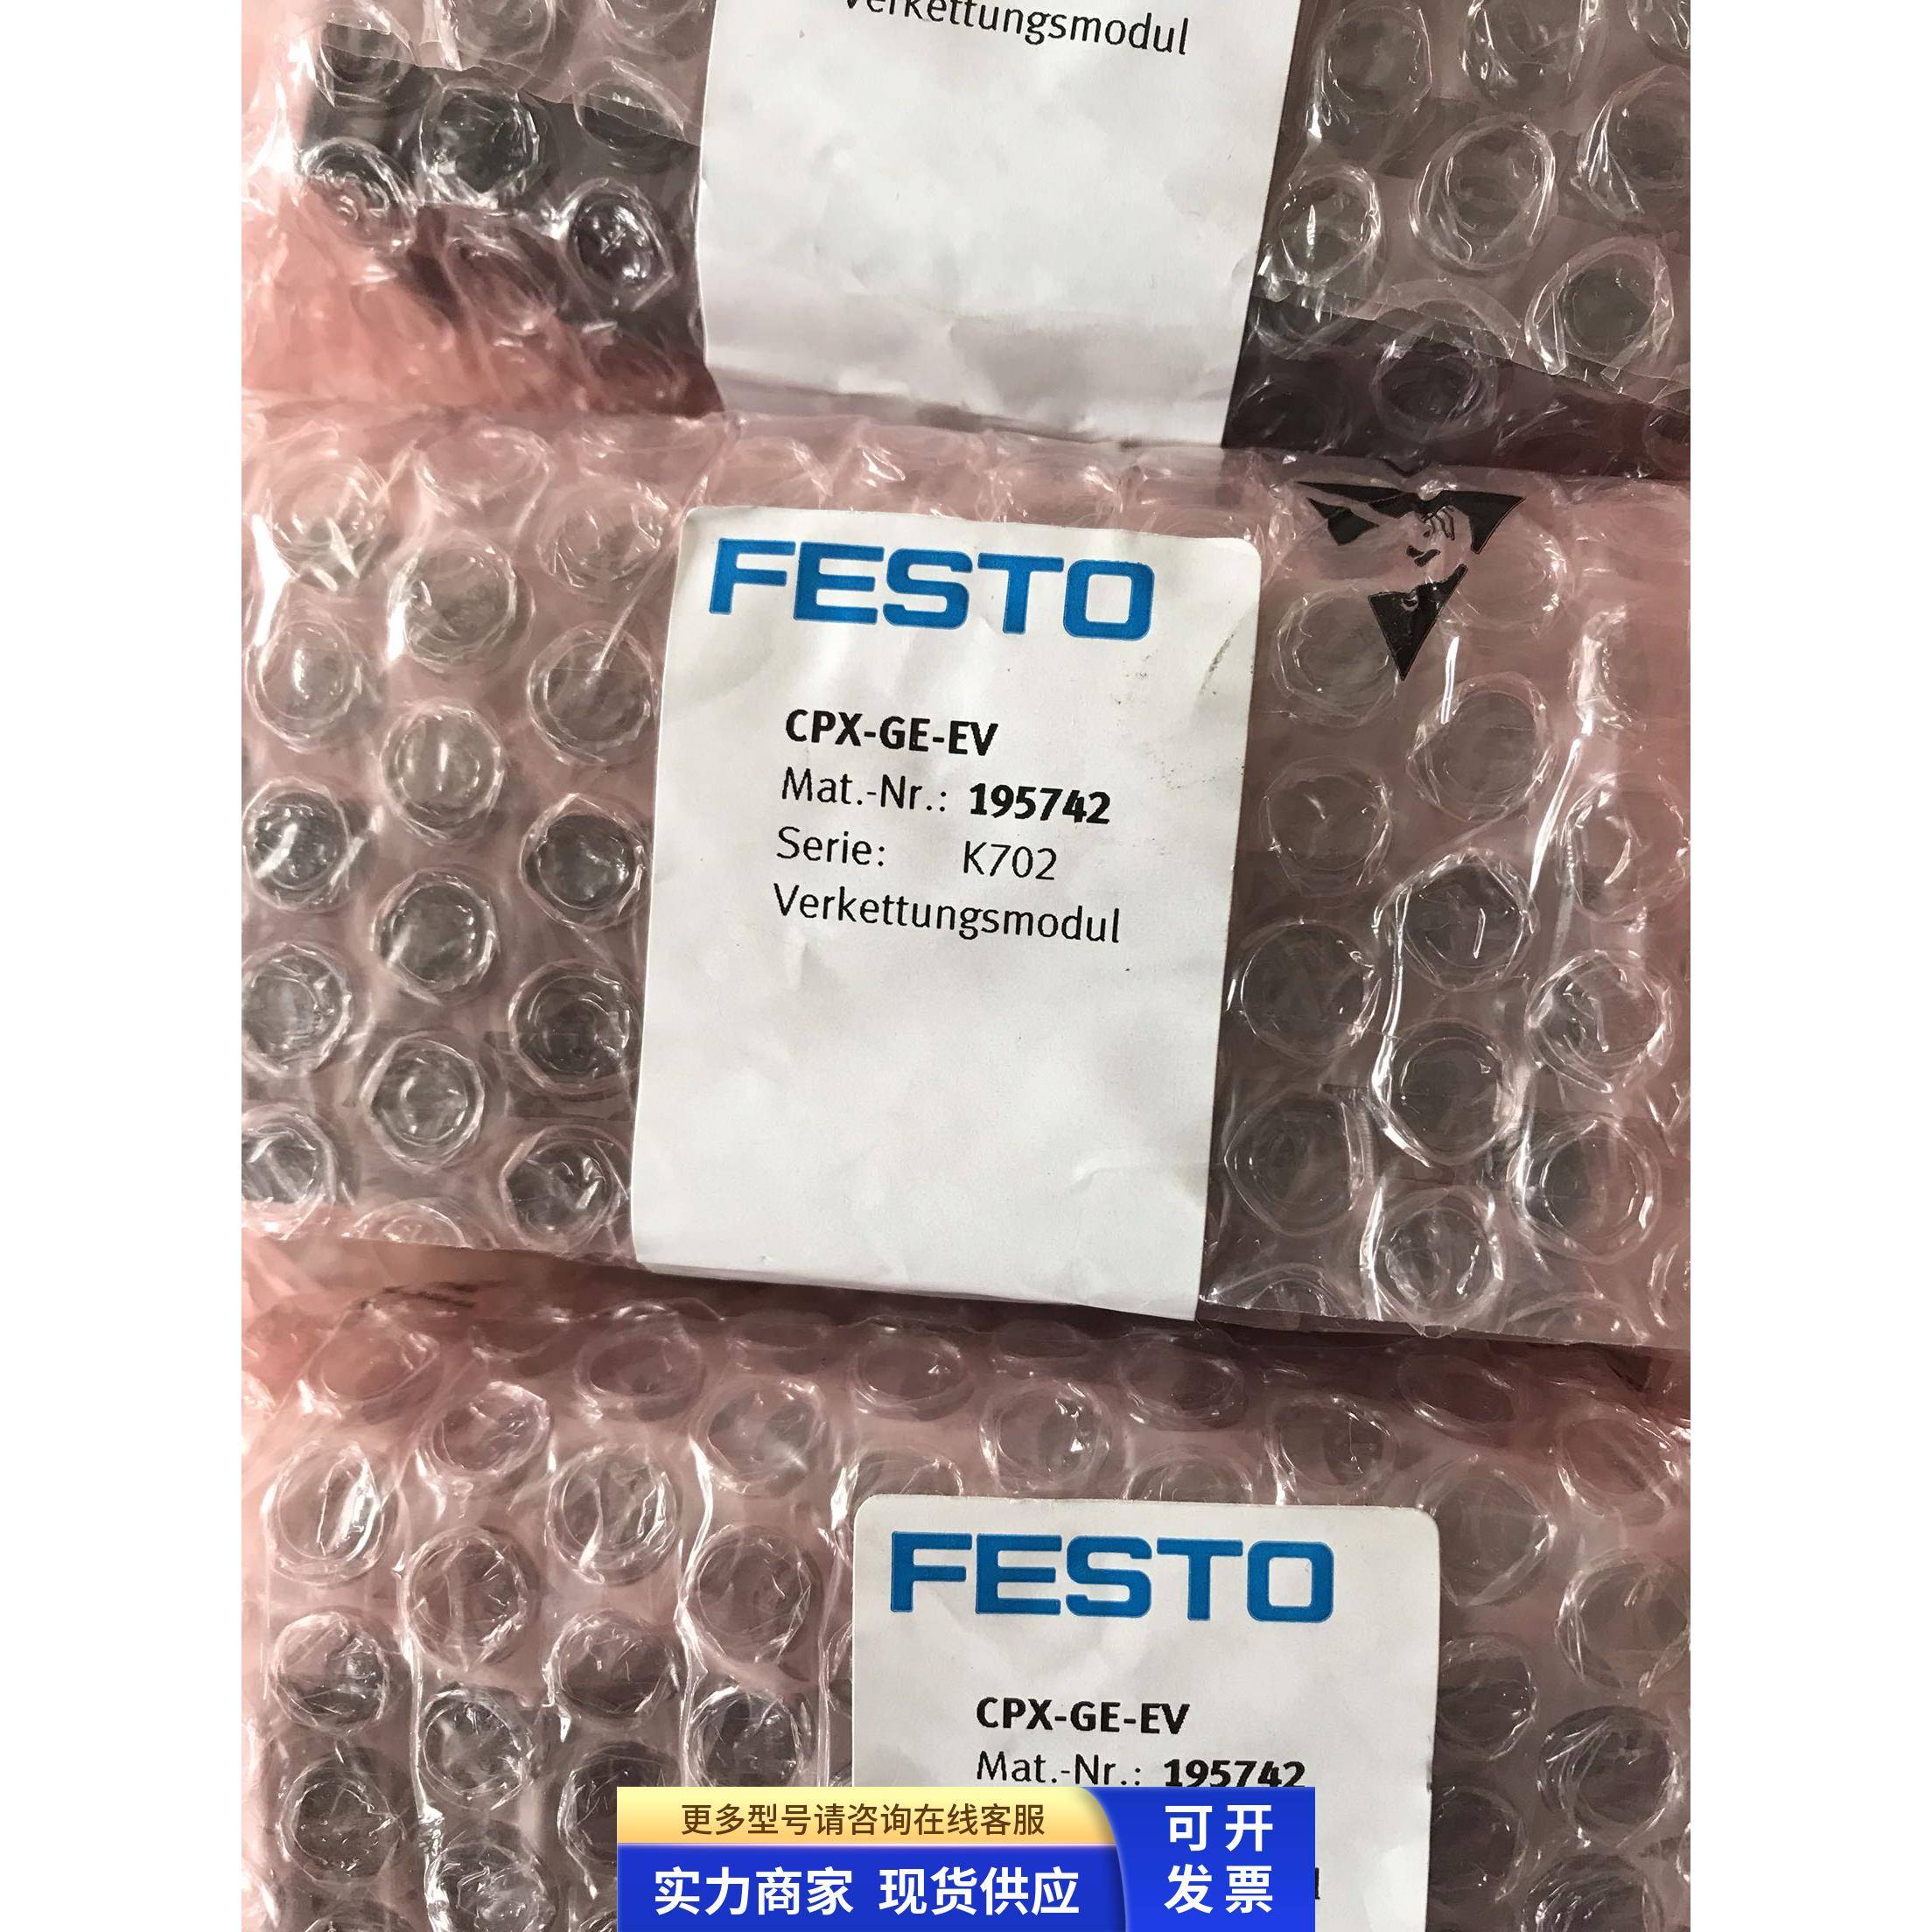 Verkettungsmodul
FESTO
CPX-GE-EV
Mat.-Nr.: 195742
Serie: K702
Verkettungsmodul
FESTO
CPX-GE-EV
Mat.-Nr.: 195742
更多型号请咨询在线客服
实力商家 现货供应
可开
发票